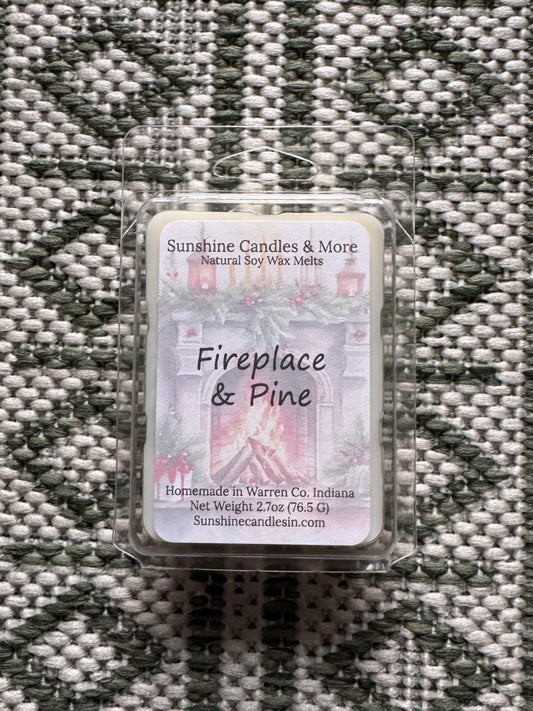 Sunshine Candles & More
Natural Soy Wax Melts
Fireplace
& Pine
Homemade in Warren Co. Indiana
Net Weight 2.7oz (76.5 G)
Sunshinecandlesin.com